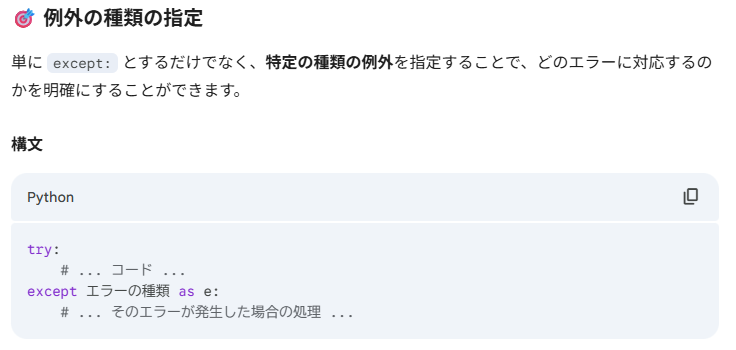 🎯 例外の種類の指定
単に except: とするだけでなく、特定の種類の例外を指定することで、どのエラーに対応するの
かを明確にすることができます。
構文
Python
try:
    # ... コード ...
except エラーの種類 as e:
    # ... そのエラーが発生した場合の処理 ...